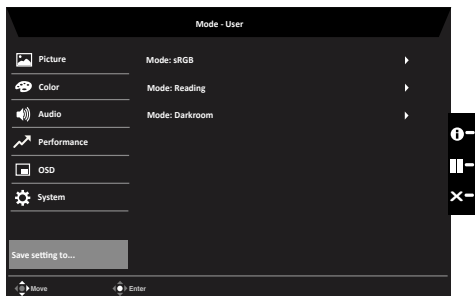 Mode - User
Picture
Mode: sRGB
Color
Mode: Reading
Audio
Mode: Darkroom
Performance
OSD
System
Save setting to...
Move
Enter